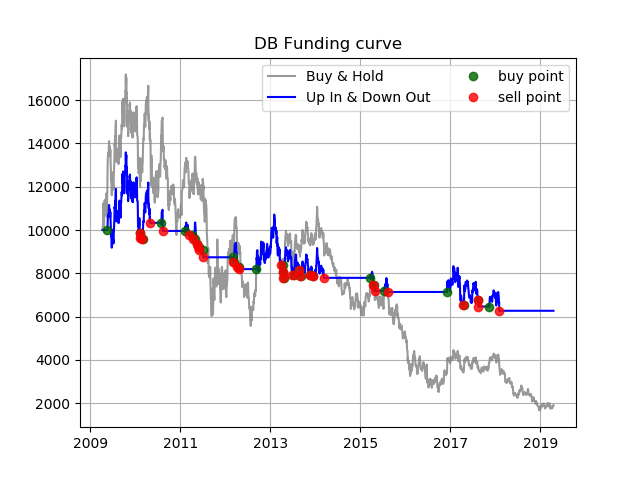 DB Funding curve
Buy & Hold
Up In & Down Out
buy point
sell point
16000
14000
12000
10000
8000
6000
4000
2000
2009 2011 2013 2015 2017 2019